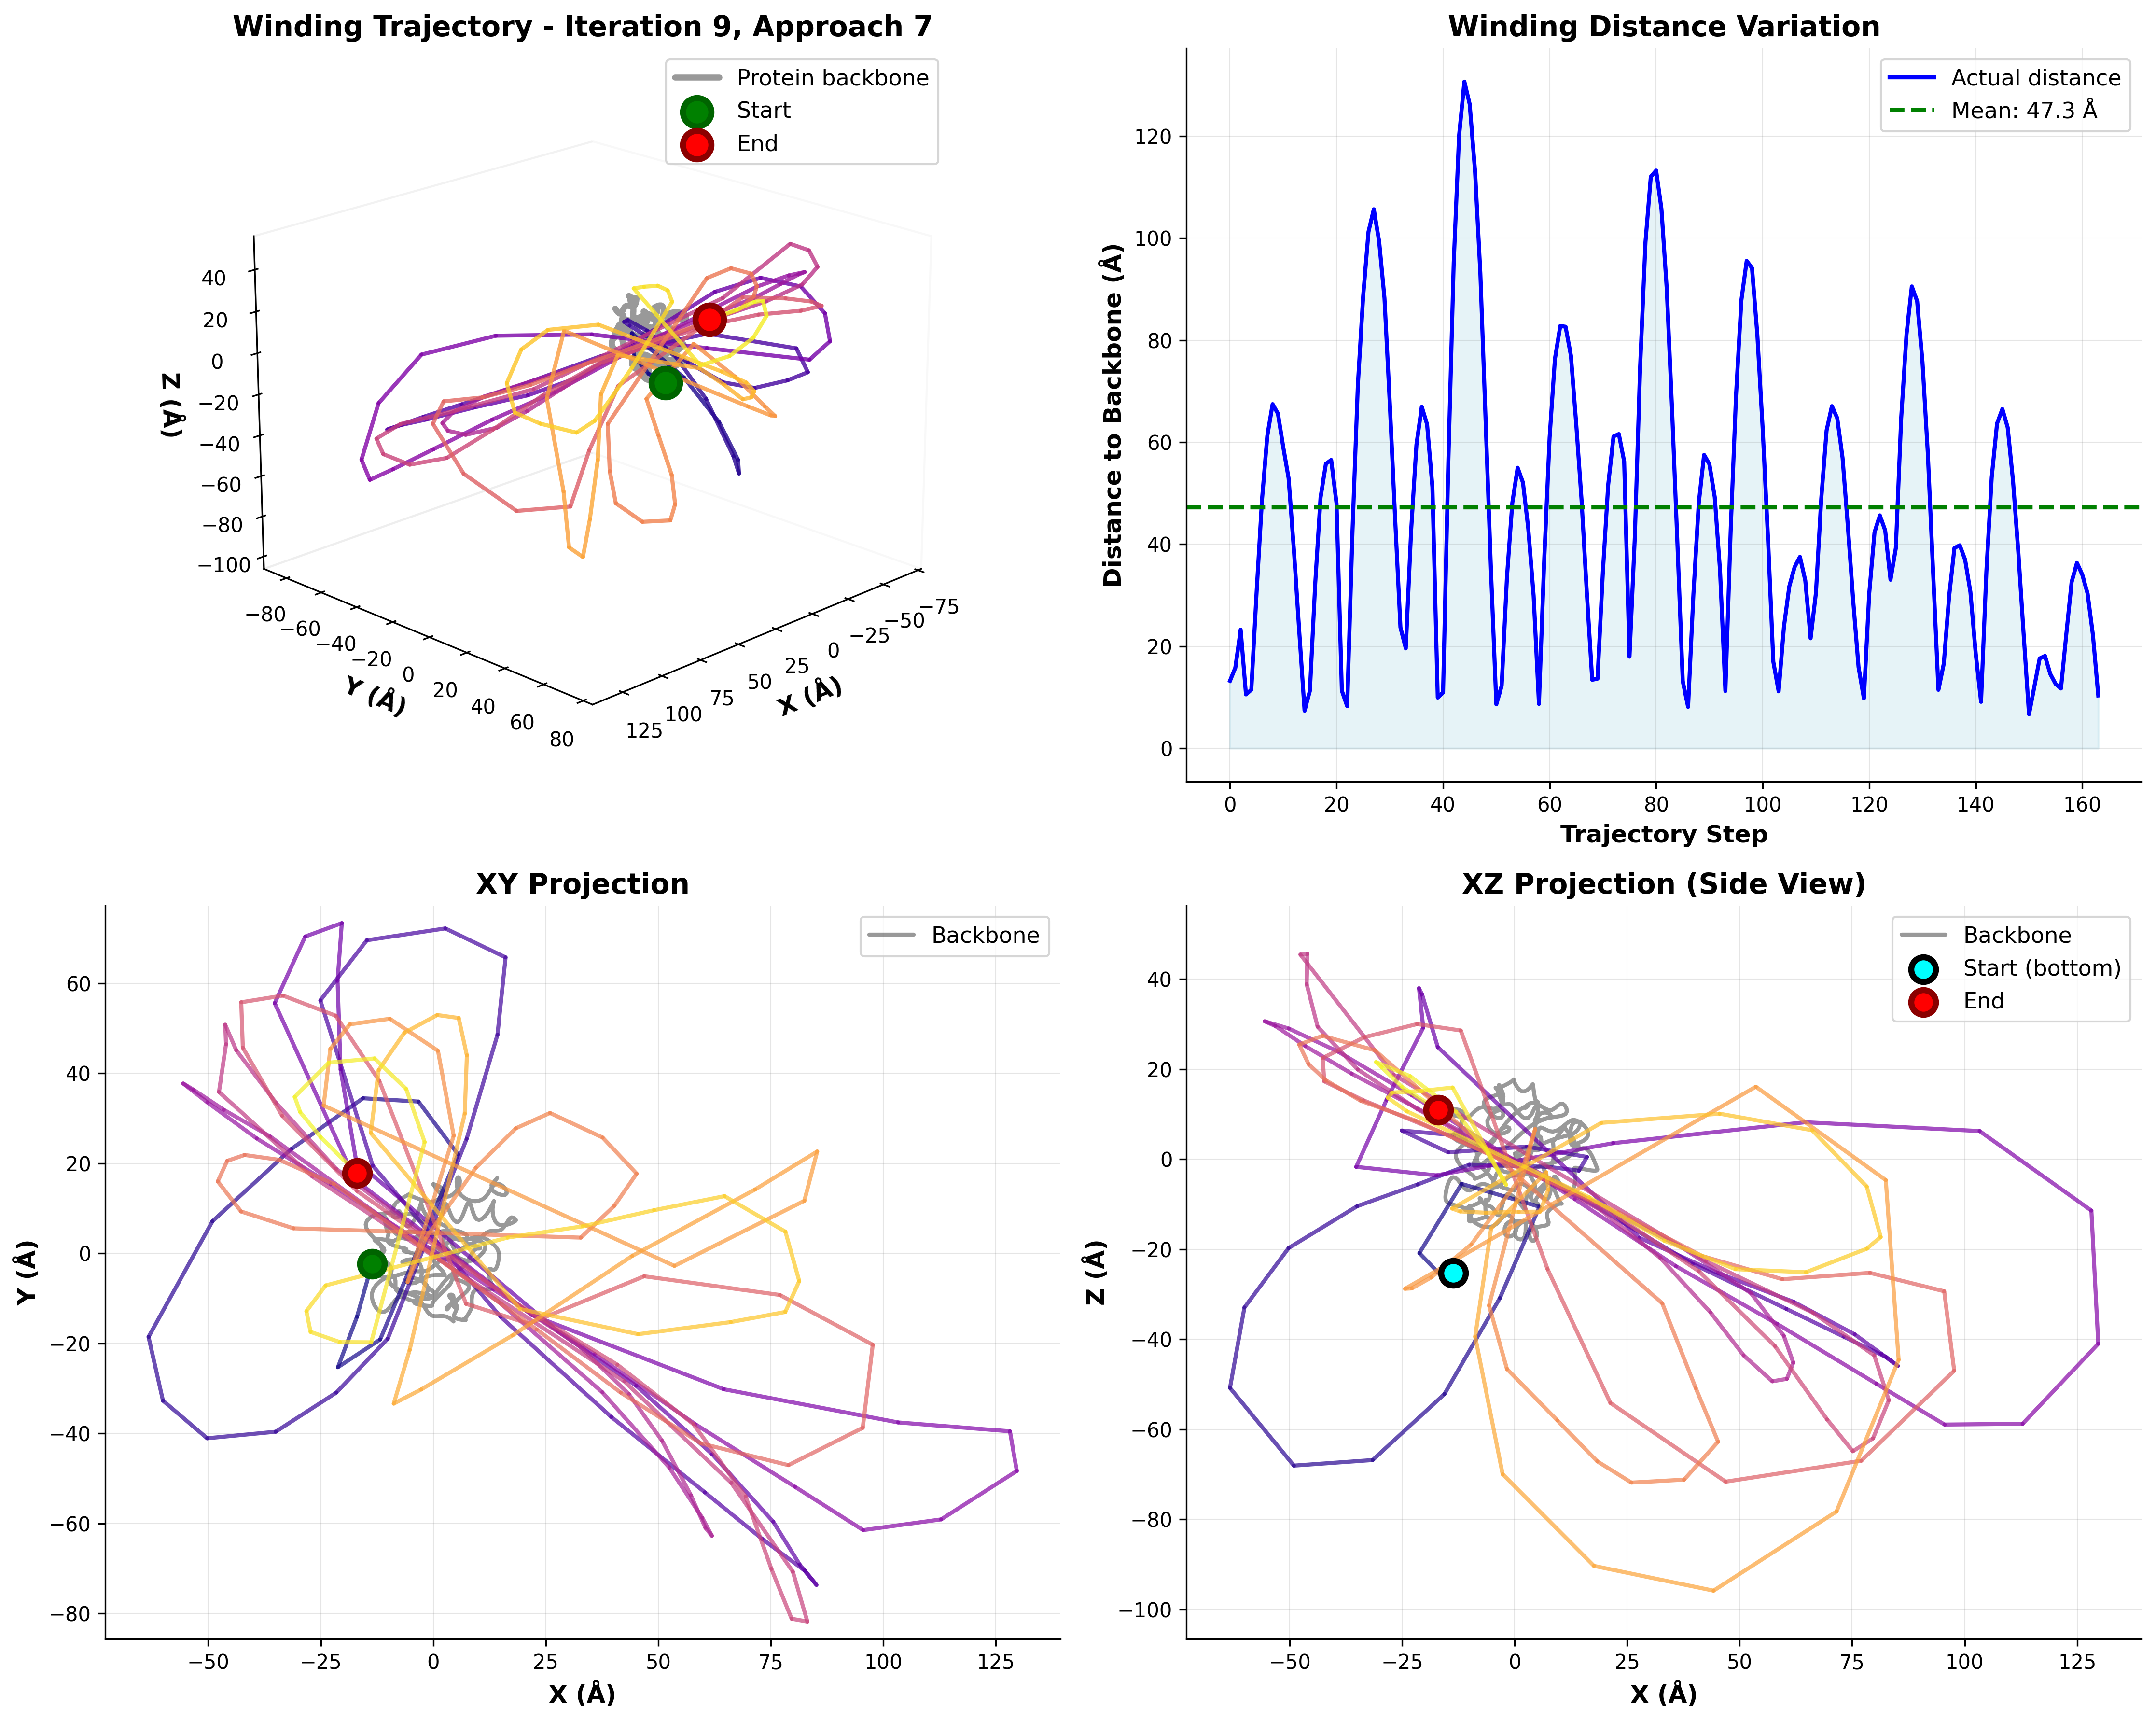 Winding Trajectory - Iteration 9, Approach 7
Protein backbone
Start
End
40
20
0
−20
−40
−60
−80
−100
Z (Å)
−80
−60
−40
−20
0
20
40
60
80
Y (Å)
125
100
75
50
25
0
−25
−50
−75
X (Å)
Winding Distance Variation
Actual distance
Mean: 47.3 Å
Distance to Backbone (Å)
120
100
80
60
40
20
0
0 20 40 60 80 100 120 140 160
Trajectory Step
XY Projection
Backbone
Y (Å)
60
40
20
0
−20
−40
−60
−80
−50 −25 0 25 50 75 100 125
X (Å)
XZ Projection (Side View)
Backbone
Start (bottom)
End
Z (Å)
40
20
0
−20
−40
−60
−80
−100
−50 −25 0 25 50 75 100 125
X (Å)